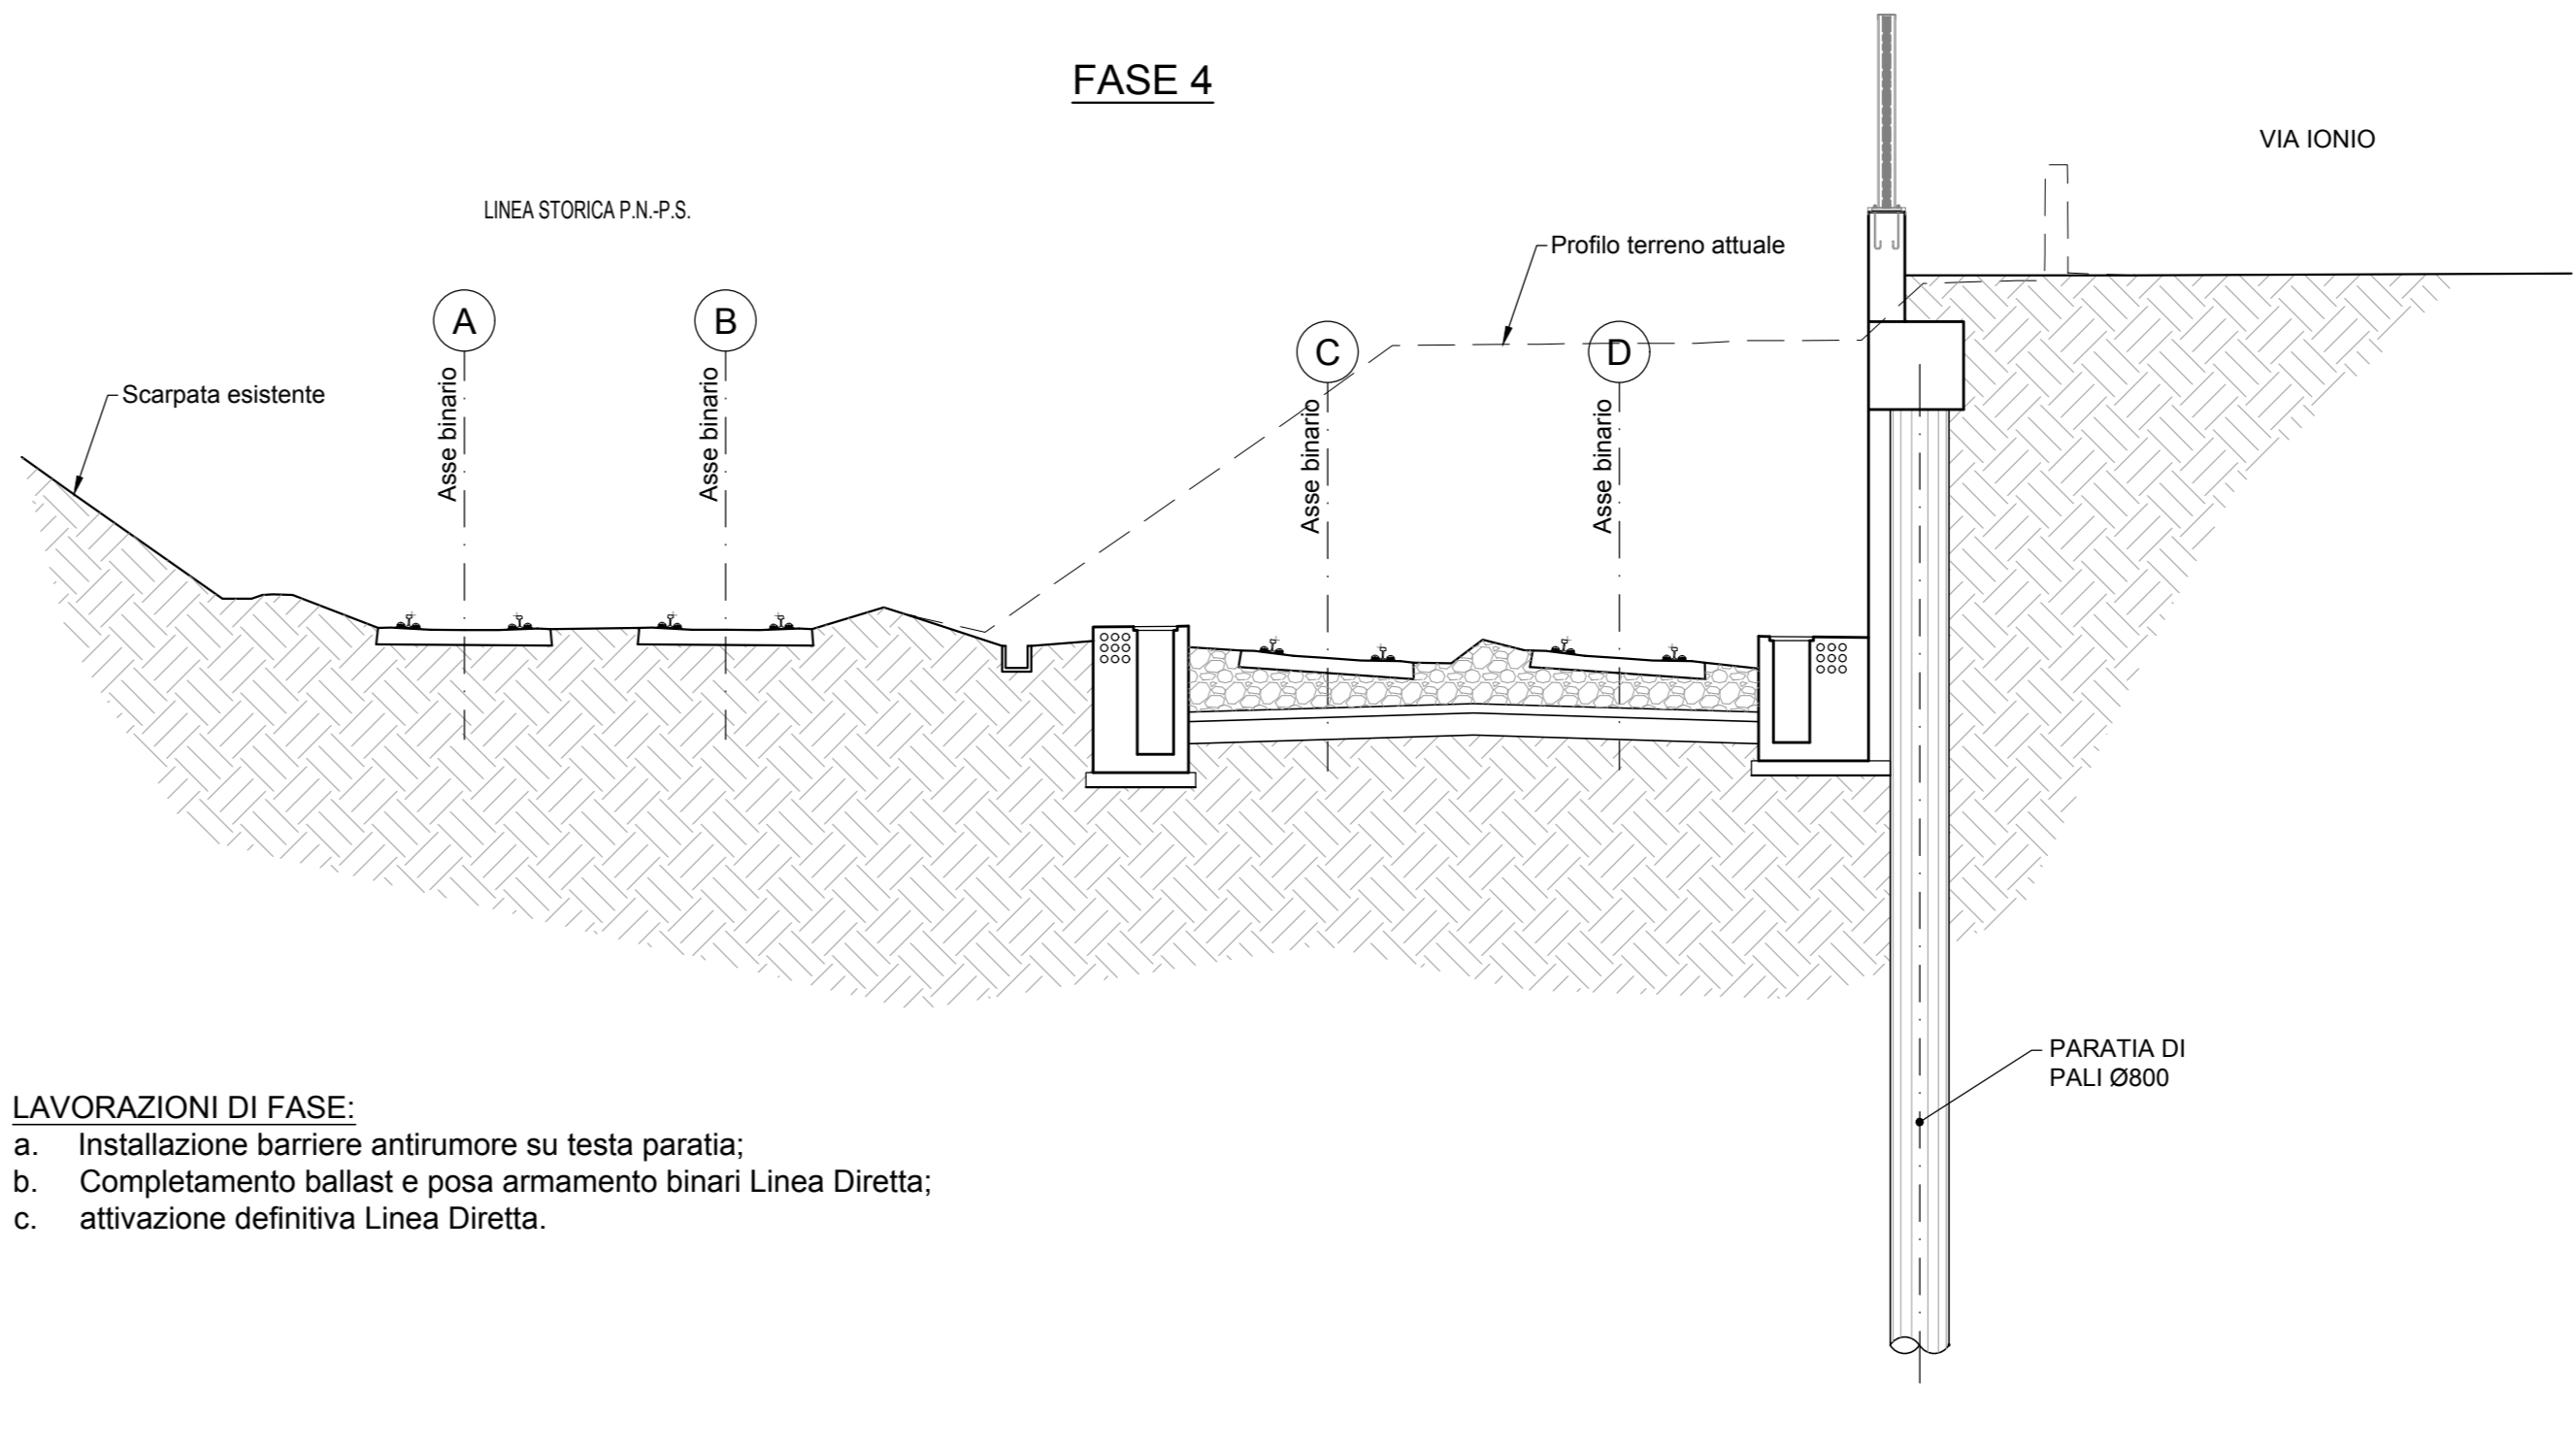 FASE 4
VIA IONIO
LINEA STORICA P.N.-P.S.
Profilo terreno attuale
A
B
C
D
Scarpata esistente
Asse binario
Asse binario
Asse binario
Asse binario
PARATIA DI
PALI Ø800
LAVORAZIONI DI FASE:
a. Installazione barriere antirumore su testa paratia;
b. Completamento ballast e posa armamento binari Linea Diretta;
c. attivazione definitiva Linea Diretta.